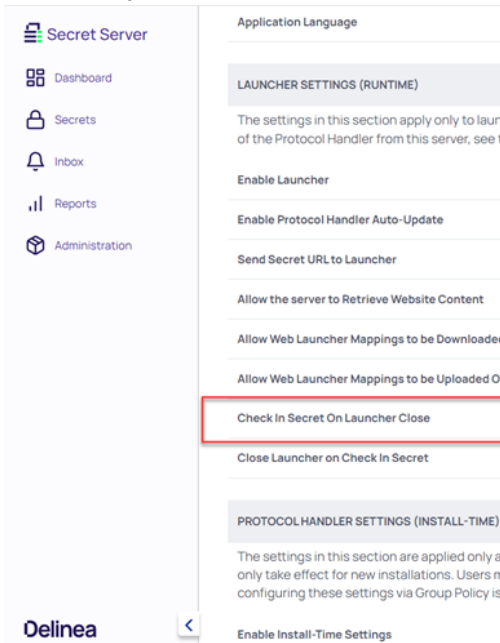 Secret Server
Dashboard
Secrets
Inbox
Reports
Administration
Delinea
Application Language
LAUNCHER SETTINGS (RUNTIME)
The settings in this section apply only to
of the Protocol Handler from this server, see
Enable Launcher
Enable Protocol Handler Auto-Update
Send Secret URL to Launcher
Allow the server to Retrieve Website Content
Allow Web Launcher Mappings to be
Allow Web Launcher Mappings to be Uploaded
Check In Secret On Launcher Close
Close Launcher on Check In Secret
PROTOCOL HANDLER SETTINGS (INSTALL-TIME)
The settings in this section are applied only
only take effect for new installations. Users
configuring these settings via Group Policy is
Enable Install-Time Settings